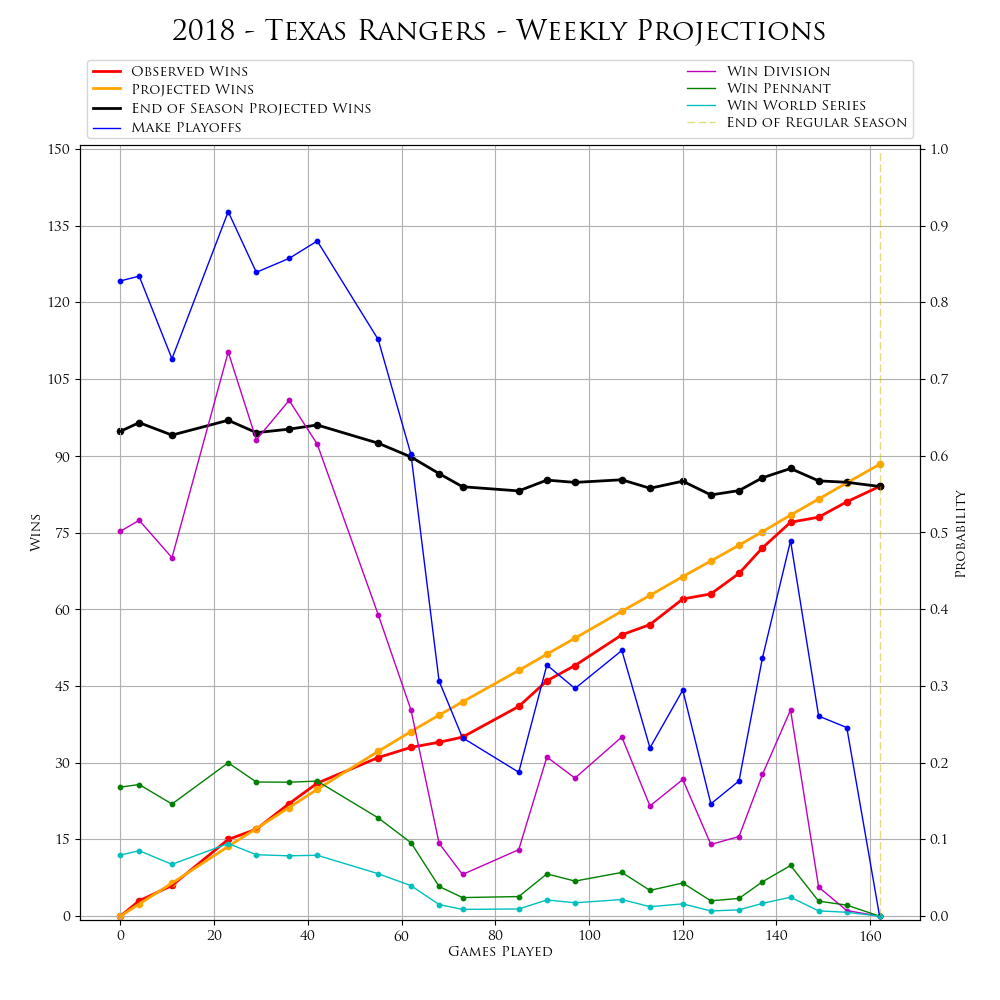 2018 - Texas Rangers - Weekly Projections
Observed Wins
Projected Wins
End of Season Projected Wins
Make Playoffs
Win Division
Win Pennant
Win World Series
End of Regular Season
150
135
120
105
90
75
60
45
30
15
0
Wins
1.0
0.9
0.8
0.7
0.6
0.5
0.4
0.3
0.2
0.1
0.0
Probability
0 20 40 60 80 100 120 140 160
Games Played